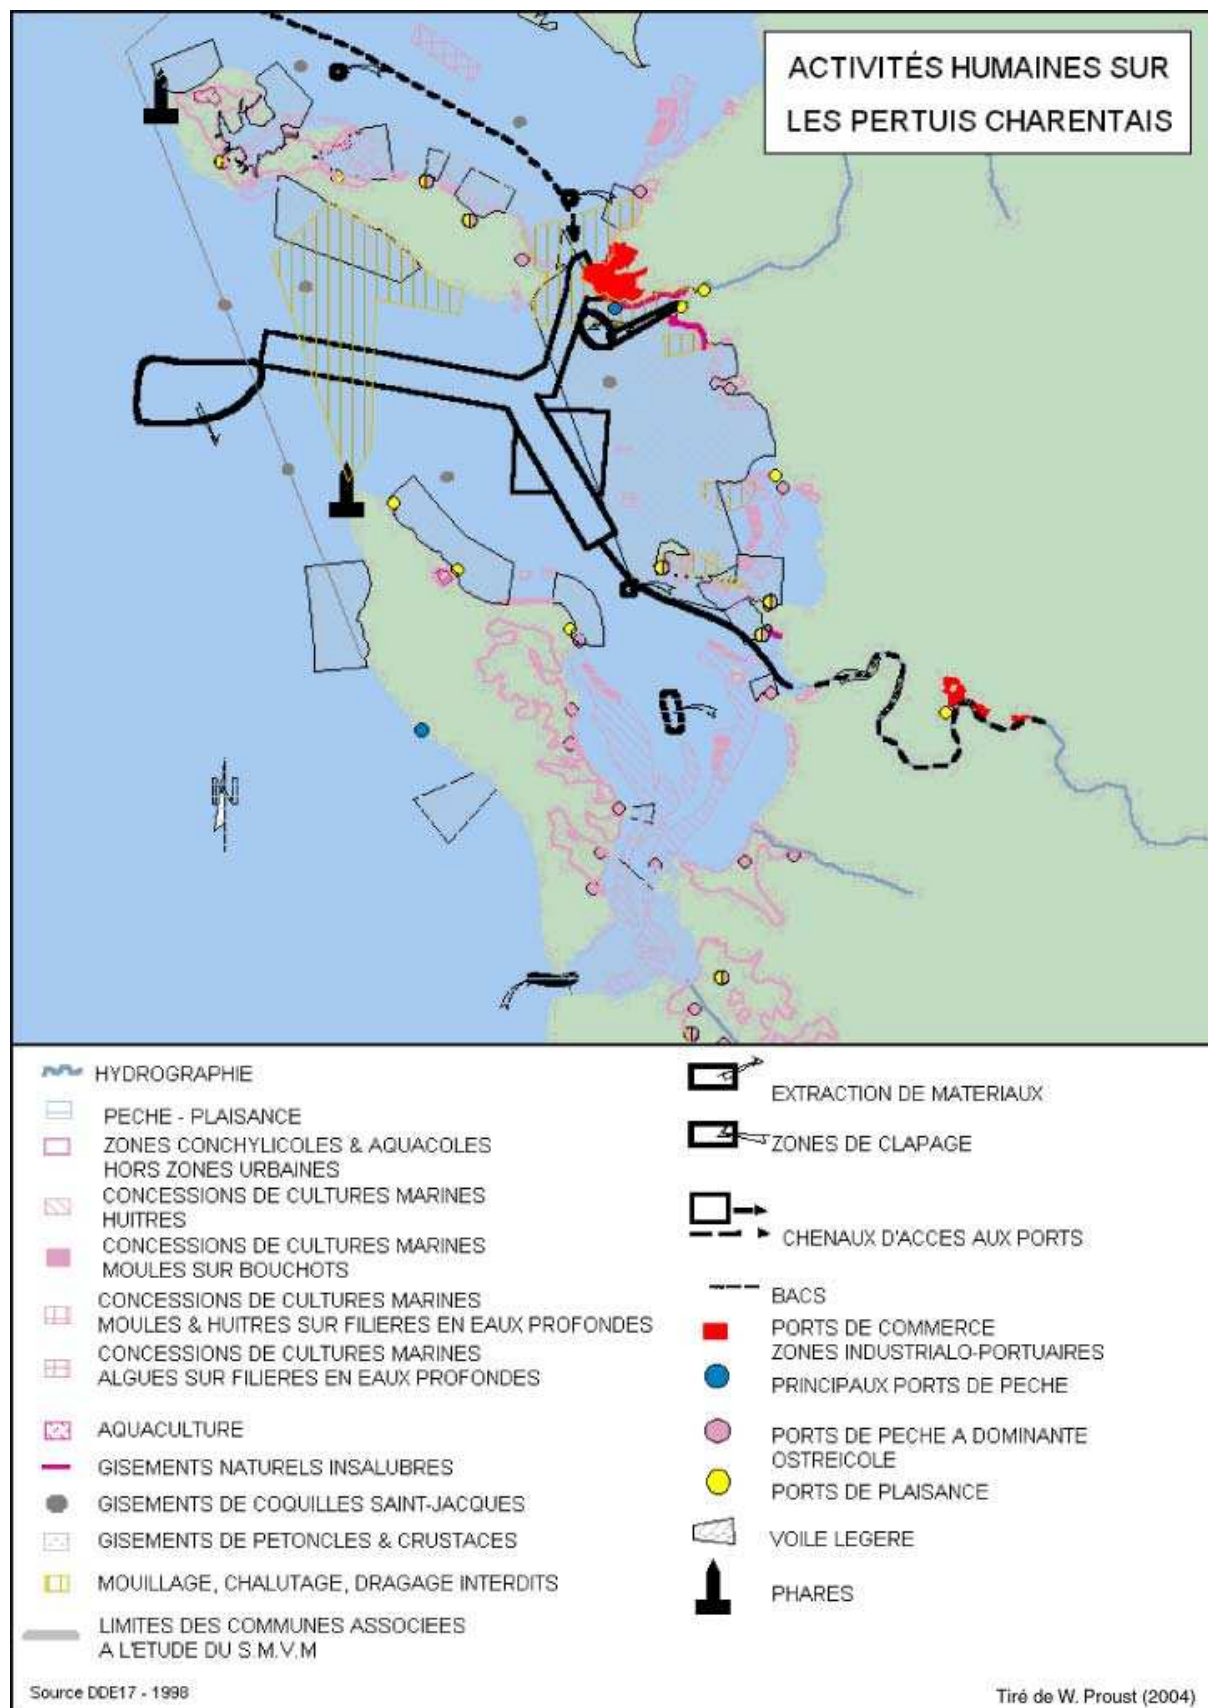 ACTIVITÉS HUMAINES SUR
LES PERTUIS CHARENTAIS
HYDROGRAPHIE
PECHE - PLAISANCE
ZONES CONCHYLICOLES & AQUACOLES
HORS ZONES URBAINES
CONCESSIONS DE CULTURES MARINES
HUITRES
CONCESSIONS DE CULTURES MARINES
MOULES SUR BOUCHOTS
CONCESSIONS DE CULTURES MARINES
MOULES & HUITRES SUR FILIERES EN EAUX PROFONDES
CONCESSIONS DE CULTURES MARINES
ALGUES SUR FILIERES EN EAUX PROFONDES
AQUACULTURE
GISEMENTS NATURELS INSALUBRES
GISEMENTS DE COQUILLES SAINT-JACQUES
GISEMENTS DE PETONCLES & CRUSTACES
MOUILLAGE, CHALUTAGE, DRAGAGE INTERDITS
LIMITES DES COMMUNES ASSOCIEES
A L'ETUDE DU S.M.V.M
EXTRACTION DE MATERIAUX
ZONES DE CLAPAGE
CHENAUX D'ACCES AUX PORTS
BACS
PORTS DE COMMERCE
ZONES INDUSTRIALO-PORTUAIRES
PRINCIPAUX PORTS DE PECHE
PORTS DE PECHE A DOMINANTE
OSTREICOLE
PORTS DE PLAISANCE
VOILE LEGERE
PHARES
Source DDE17 - 1998
Tiré de W. Proust (2004)